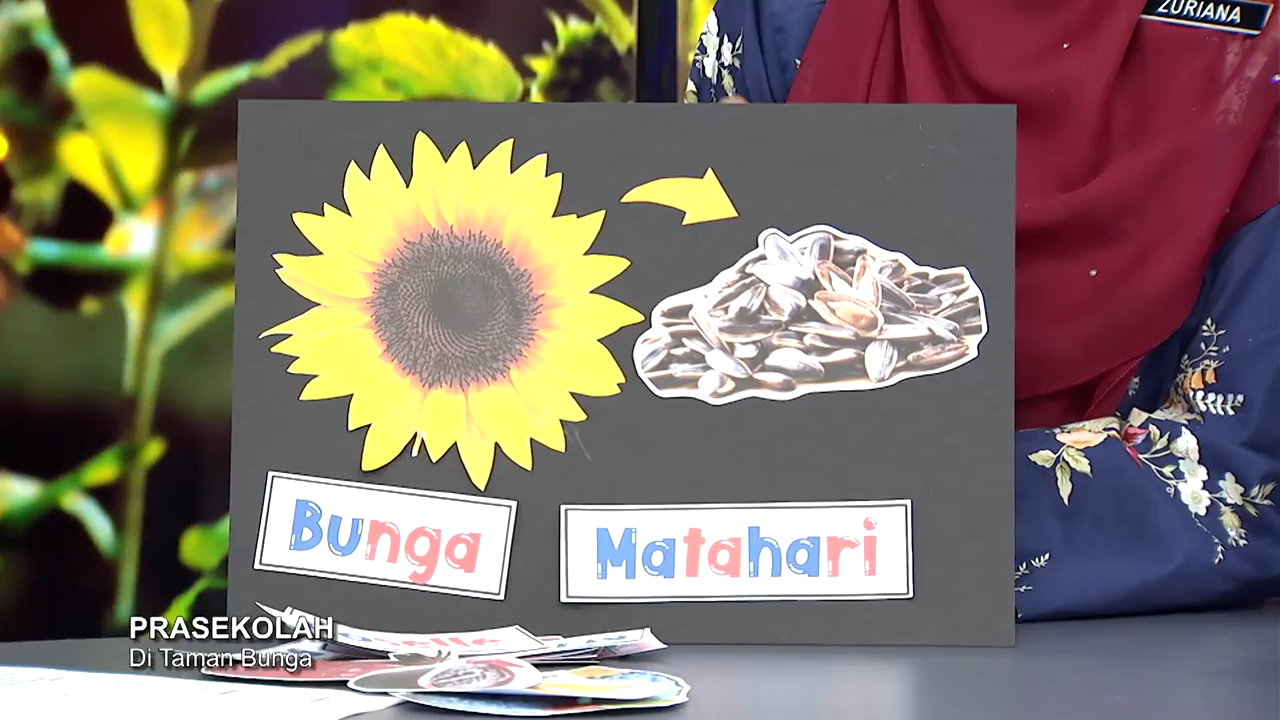 ZURIANA
Bunga
Matahari
PRASEKOLAH
Di Taman Bunga